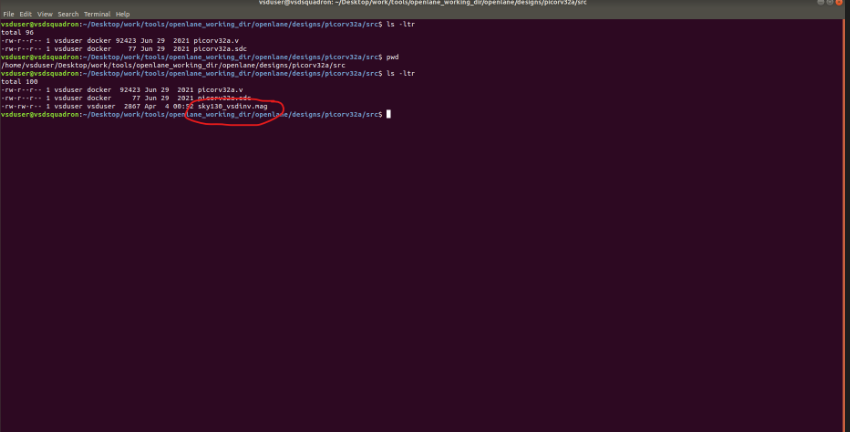 vsduser@vsdsquadron: ~/Desktop/work/tools/openlane_working_dir/openlane/designs/picorv32a/src
File Edit View Search Terminal Help
vsduser@vsdsquadron:~/Desktop/work/tools/openlane_working_dir/openlane/designs/picorv32a/src$ ls -ltr
total 96
-rw-r--r-- 1 vsduser docker 92423 Jun 29  2021 picorv32a.v
-rw-r--r-- 1 vsduser docker    77 Jun 29  2021 picorv32a.sdc
vsduser@vsdsquadron:~/Desktop/work/tools/openlane_working_dir/openlane/designs/picorv32a/src$ pwd
/home/vsduser/Desktop/work/tools/openlane_working_dir/openlane/designs/picorv32a/src
vsduser@vsdsquadron:~/Desktop/work/tools/openlane_working_dir/openlane/designs/picorv32a/src$ ls -ltr
total 100
-rw-r--r-- 1 vsduser docker  92423 Jun 29  2021 picorv32a.v
-rw-r--r-- 1 vsduser docker     77 Jun 29  2021 picorv32a.sdc
-rw-rw-r-- 1 vsduser vsduser  2867 Apr  4 00:52 sky130_vsdinv.mag
vsduser@vsdsquadron:~/Desktop/work/tools/openlane_working_dir/openlane/designs/picorv32a/src$